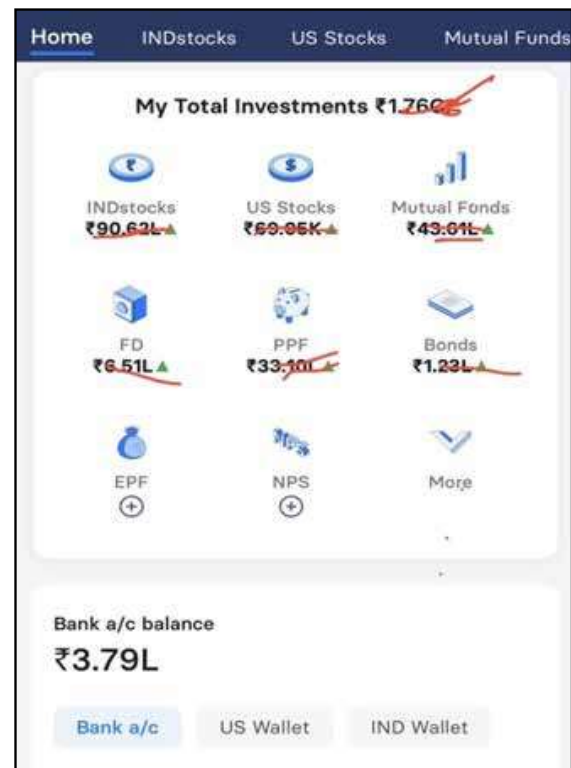 Home INDstocks US Stocks Mutual Funds
My Total Investments ₹1.76C
INDstocks US Stocks Mutual Funds
₹90.62L ₹69.05K ₹43.61L
FD PPF Bonds
₹6.51L ₹33.10L ₹1.23L
EPF NPS More
Bank a/c balance
₹3.79L
Bank a/c US Wallet IND Wallet